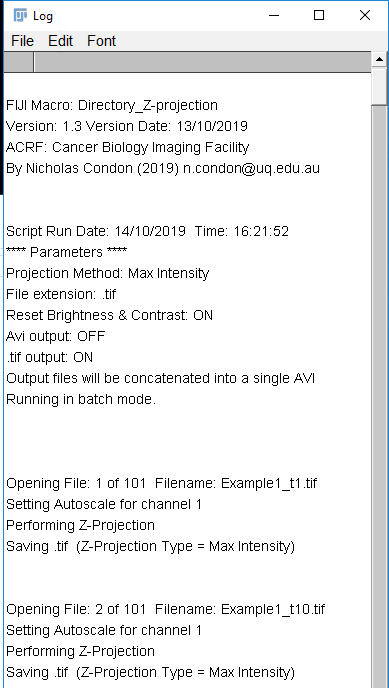 Log
File Edit Font
FIJI Macro: Directory_Z-projection
Version: 1.3 Version Date: 13/10/2019
ACRF: Cancer Biology Imaging Facility
By Nicholas Condon (2019) n.condon@uq.edu.au
Script Run Date: 14/10/2019  Time: 16:21:52
**** Parameters ****
Projection Method: Max Intensity
File extension: .tif
Reset Brightness & Contrast: ON
Avi output: OFF
.tif output: ON
Output files will be concatenated into a single AVI
Running in batch mode.
Opening File: 1 of 101  Filename: Example1_t1.tif
Setting Autoscale for channel 1
Performing Z-Projection
Saving .tif  (Z-Projection Type = Max Intensity)
Opening File: 2 of 101  Filename: Example1_t10.tif
Setting Autoscale for channel 1
Performing Z-Projection
Saving .tif  (Z-Projection Type = Max Intensity)